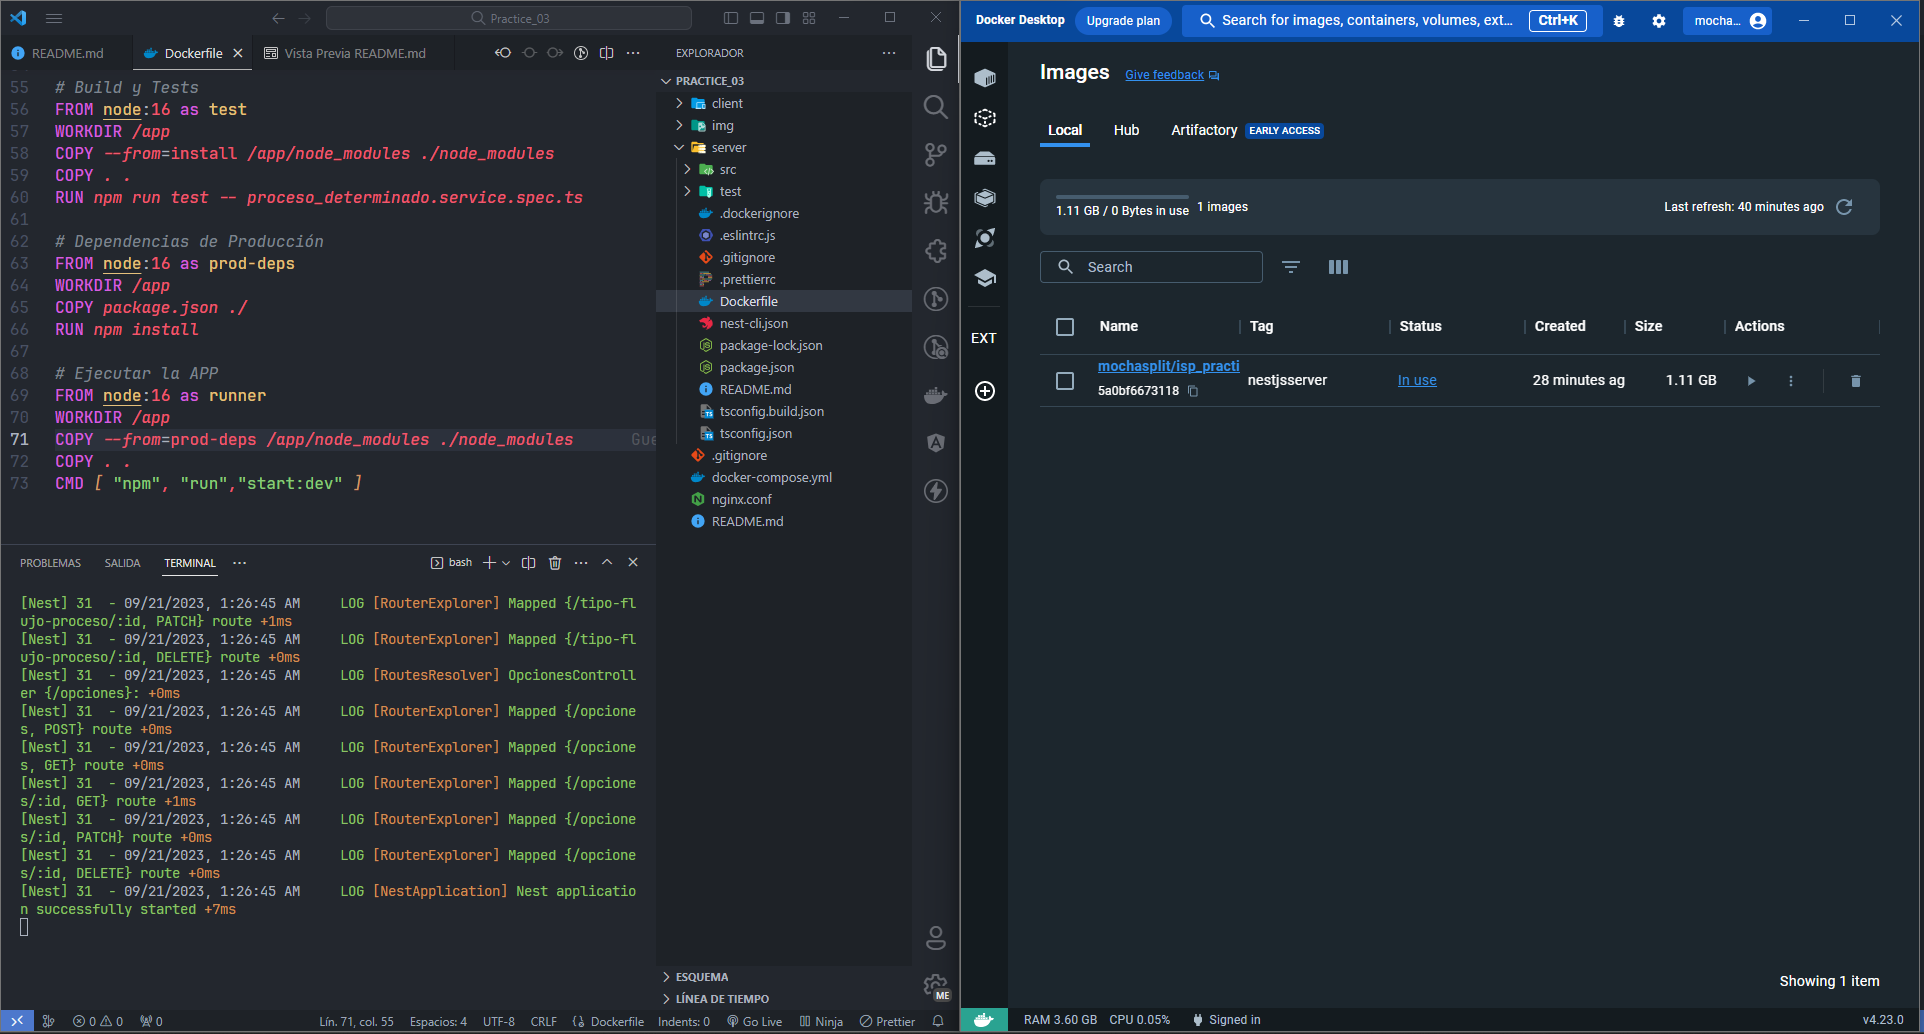 Practice_03
README.md
Dockerfile
Vista Previa README.md
55 # Build y Tests
56 FROM node:16 as test
57 WORKDIR /app
58 COPY --from=install /app/node_modules ./node_modules
59 COPY . .
60 RUN npm run test -- proceso_determinado.service.spec.ts
61
62 # Dependencias de Producción
63 FROM node:16 as prod-deps
64 WORKDIR /app
65 COPY package.json ./
66 RUN npm install
67
68 # Ejecutar la APP
69 FROM node:16 as runner
70 WORKDIR /app
71 COPY --from=prod-deps /app/node_modules ./node_modules Gue
72 COPY . .
73 CMD [ "npm", "run","start:dev" ]
EXPLORADOR
PRACTICE_03
client
img
server
src
test
.dockerignore
.eslintrc.js
.gitignore
.prettierrc
Dockerfile
nest-cli.json
package-lock.json
package.json
README.md
tsconfig.build.json
tsconfig.json
.gitignore
docker-compose.yml
nginx.conf
README.md
ESQUEMA
LÍNEA DE TIEMPO
ME
PROBLEMAS SALIDA TERMINAL
bash
[Nest] 31 - 09/21/2023, 1:26:45 AM LOG [RouterExplorer] Mapped {/tipo-fl
ujo-proceso/:id, PATCH} route +1ms
[Nest] 31 - 09/21/2023, 1:26:45 AM LOG [RouterExplorer] Mapped {/tipo-fl
ujo-proceso/:id, DELETE} route +0ms
[Nest] 31 - 09/21/2023, 1:26:45 AM LOG [RoutesResolver] OpcionesControll
er {/opciones}: +0ms
[Nest] 31 - 09/21/2023, 1:26:45 AM LOG [RouterExplorer] Mapped {/opcione
s, POST} route +0ms
[Nest] 31 - 09/21/2023, 1:26:45 AM LOG [RouterExplorer] Mapped {/opcione
s, GET} route +0ms
[Nest] 31 - 09/21/2023, 1:26:45 AM LOG [RouterExplorer] Mapped {/opcione
s/:id, GET} route +1ms
[Nest] 31 - 09/21/2023, 1:26:45 AM LOG [RouterExplorer] Mapped {/opcione
s/:id, PATCH} route +0ms
[Nest] 31 - 09/21/2023, 1:26:45 AM LOG [RouterExplorer] Mapped {/opcione
s/:id, DELETE} route +0ms
[Nest] 31 - 09/21/2023, 1:26:45 AM LOG [NestApplication] Nest applicatio
n successfully started +7ms
0 0 0 Lín. 71, col. 55 Espacios: 4 UTF-8 CRLF Dockerfile Indents: 0 Go Live Ninja Prettier
Docker Desktop Upgrade plan Search for images, containers, volumes, ext... Ctrl+K mocha...
Images Give feedback
Local Hub Artifactory EARLY ACCESS
1.11 GB / 0 Bytes in use 1 images Last refresh: 40 minutes ago
Search
EXT
Name Tag Status Created Size Actions
mochasplit/isp_practi
5a0bf6673118
nestjsserver In use 28 minutes ag 1.11 GB
Showing 1 item
RAM 3.60 GB CPU 0.05% Signed in v4.23.0